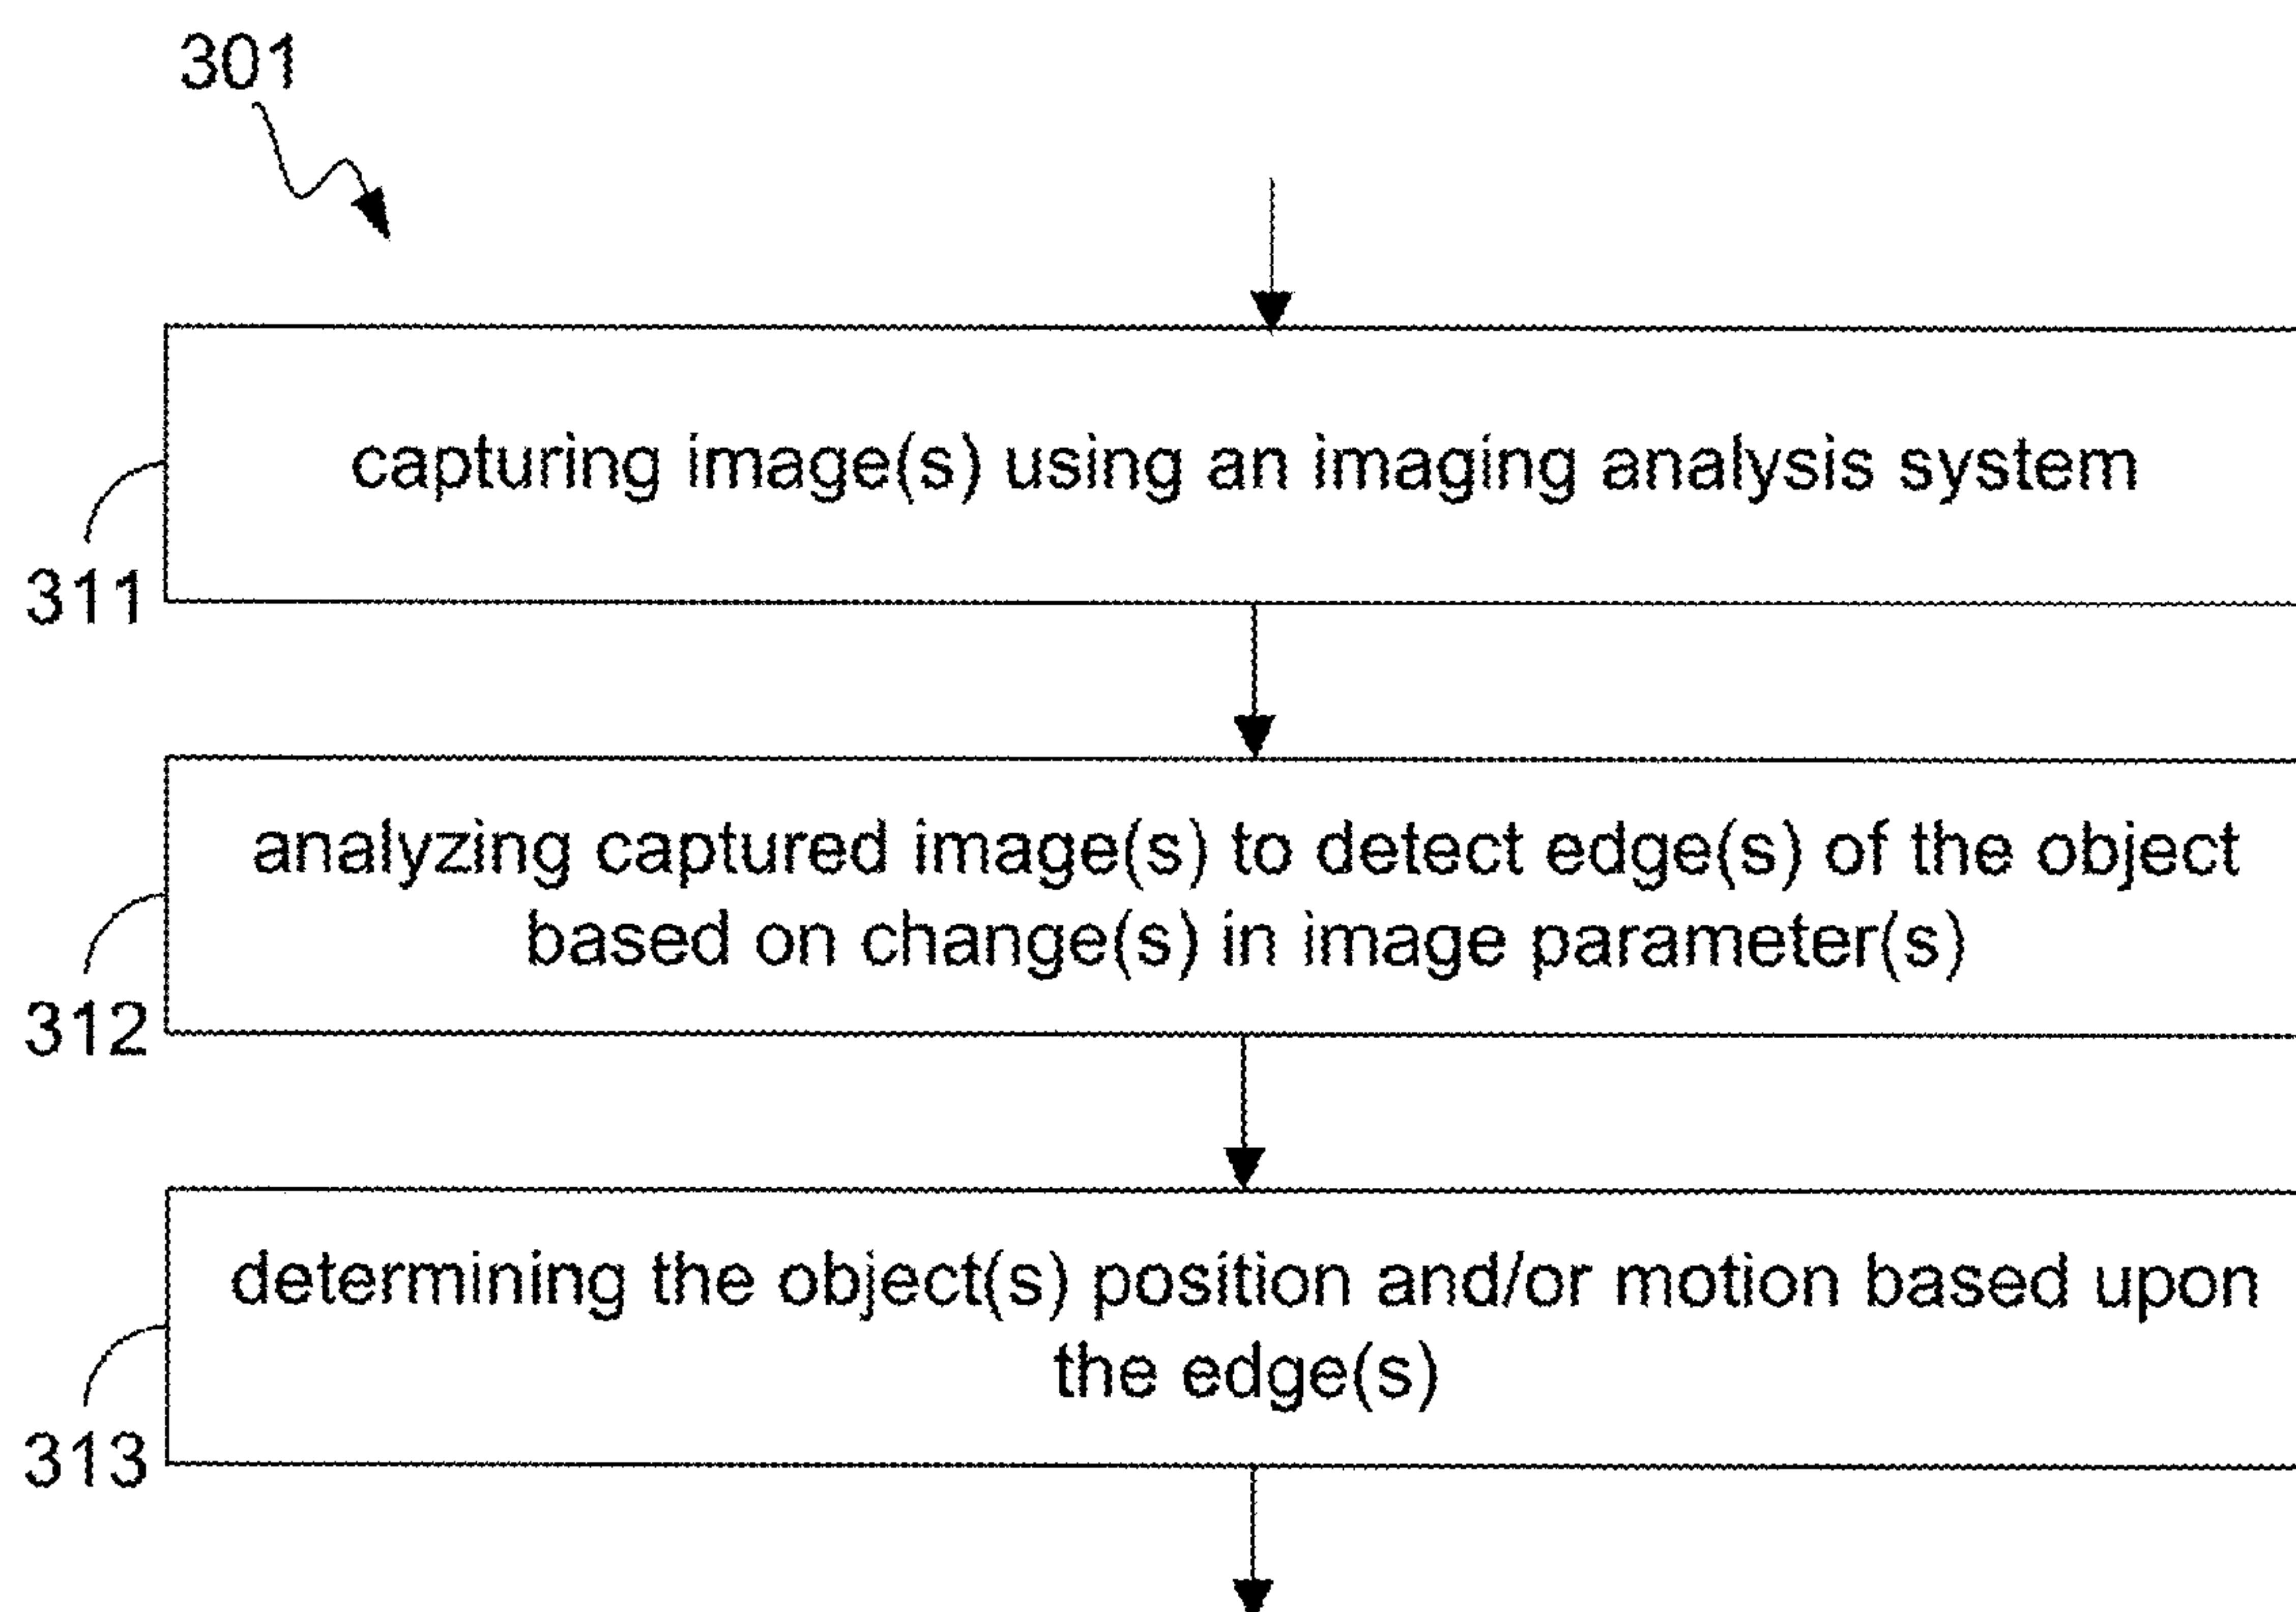 301
capturing image(s) using an imaging analysis system
311
analyzing captured image(s) to detect edge(s) of the object
based on change(s) in image parameter(s)
312
determining the object(s) position and/or motion based upon
the edge(s)
313